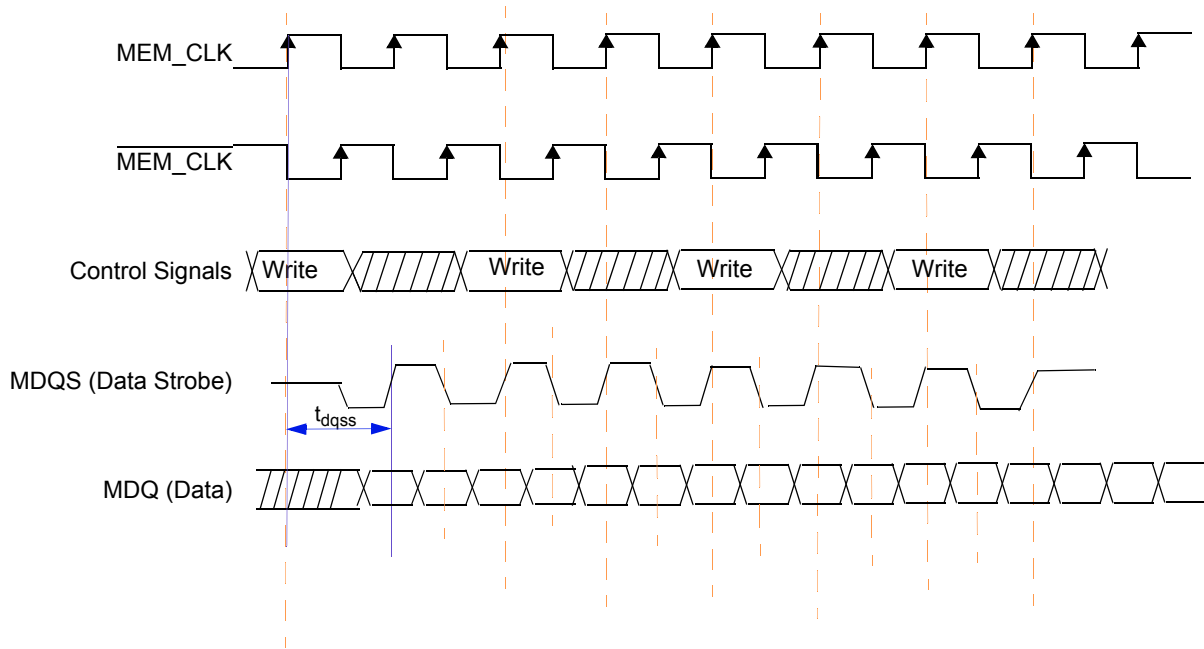 MEM_CLK
MEM_CLK
Control Signals Write Write Write Write
MDQS (Data Strobe)
tdqss
MDQ (Data)